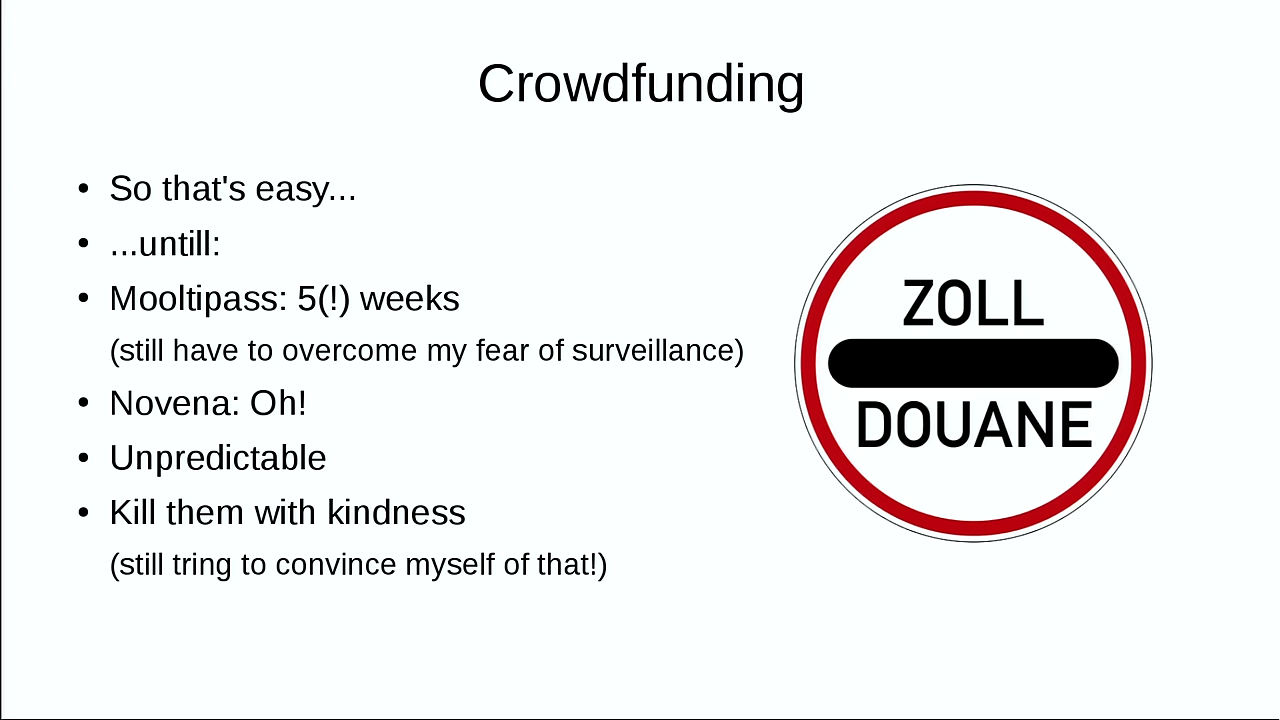 Crowdfunding
• So that's easy...
• ...untill:
• Mooltipass: 5(!) weeks
(still have to overcome my fear of surveillance)
• Novena: Oh!
• Unpredictable
• Kill them with kindness
(still tring to convince myself of that!)
ZOLL
DOUANE